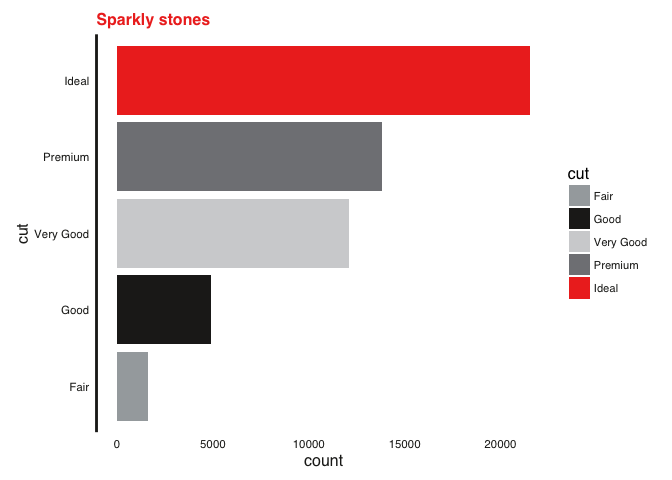 Sparkly stones
Ideal
Premium
Very Good
Good
Fair
cut
0 5000 10000 15000 20000
count
cut
Fair
Good
Very Good
Premium
Ideal